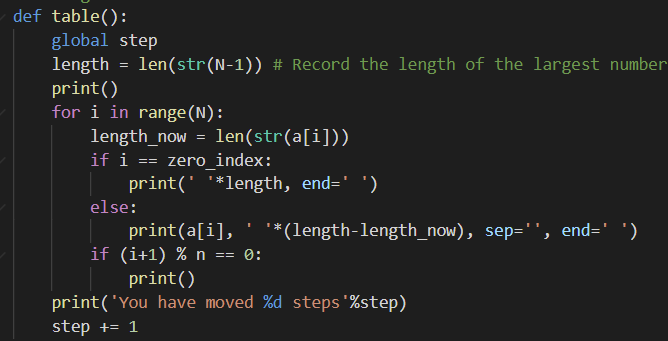 def table():
    global step
    length = len(str(N-1)) # Record the length of the largest number
    print()
    for i in range(N):
        length_now = len(str(a[i]))
        if i == zero_index:
            print(' '*length, end=' ')
        else:
            print(a[i], ' '*(length-length_now), sep='', end=' ')
        if (i+1) % n == 0:
            print()
    print('You have moved %d steps'%step)
    step += 1